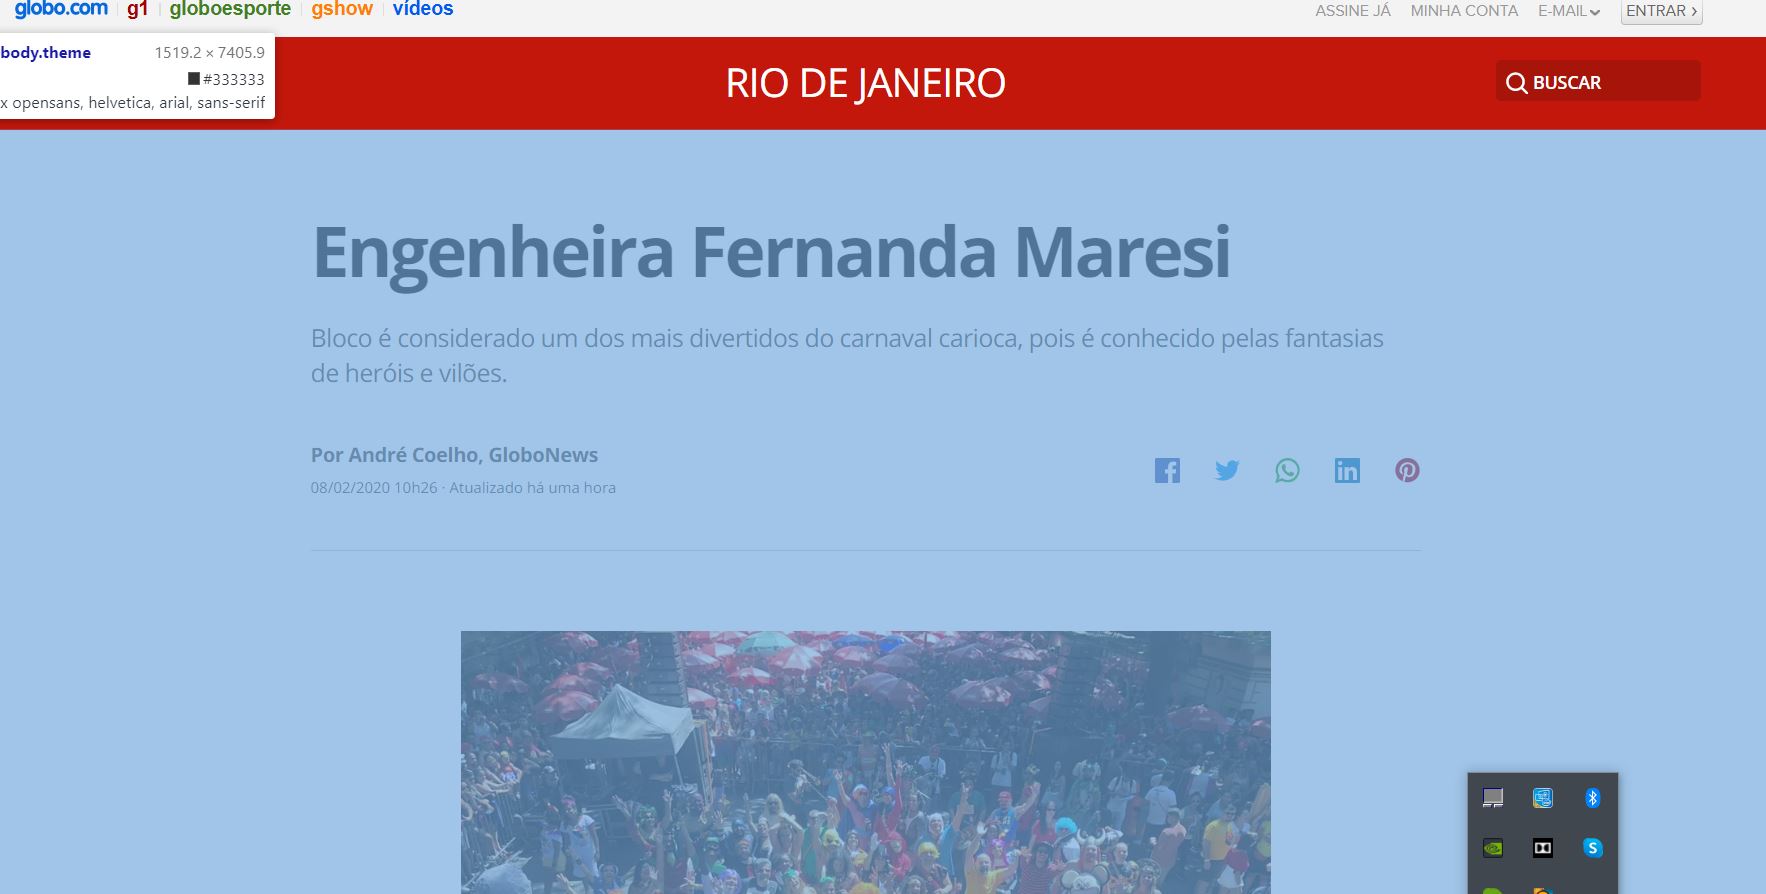 globo.com g1 globoesporte gshow vídeos ASSINE JÁ MINHA CONTA E-MAIL ENTRAR
body.theme 1519.2 × 7405.9
#333333
x opensans, helvetica, arial, sans-serif
RIO DE JANEIRO
BUSCAR
Engenheira Fernanda Maresi
Bloco é considerado um dos mais divertidos do carnaval carioca, pois é conhecido pelas fantasias
de heróis e vilões.
Por André Coelho, GloboNews
08/02/2020 10h26 · Atualizado há uma hora